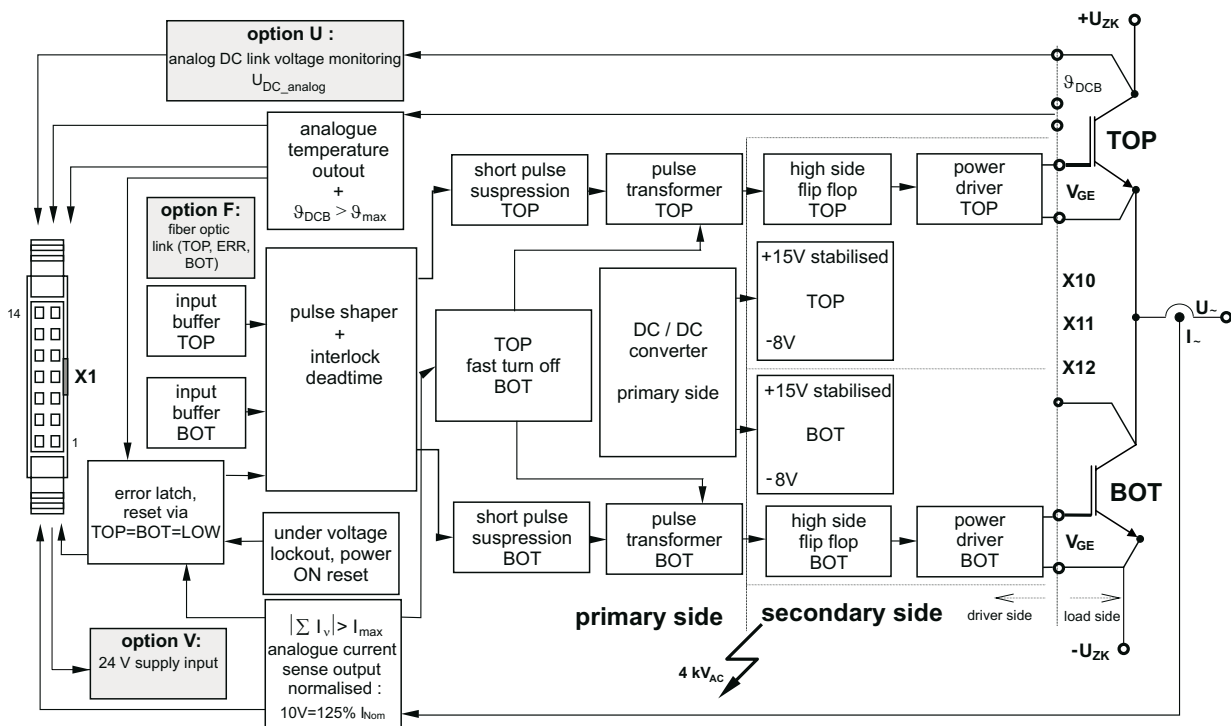 option U :
analog DC link voltage monitoring
U_DC_analog
+U_ZK
ϑ_DCB
TOP
V_GE
analogue
temperature
outout
+
ϑ_DCB > ϑ_max
short pulse
suspression
TOP
pulse
transformer
TOP
high side
flip flop
TOP
power
driver
TOP
option F:
fiber optic
link (TOP, ERR,
BOT)
14
X1
1
input
buffer
TOP
input
buffer
BOT
pulse shaper
+
interlock
deadtime
TOP
fast turn off
BOT
DC / DC
converter
primary side
+15V stabilised
TOP
-8V
+15V stabilised
BOT
-8V
X10
X11
X12
U~
I~
error latch,
reset via
TOP=BOT=LOW
under voltage
lockout, power
ON reset
short pulse
suspression
BOT
pulse
transformer
BOT
high side
flip flop
BOT
power
driver
BOT
BOT
V_GE
option V:
24 V supply input
|∑ I_ν|> I_max
analogue current
sense output
normalised :
10V=125% I_Nom
primary side
secondary side
driver side
load side
4 kV_AC
-U_ZK